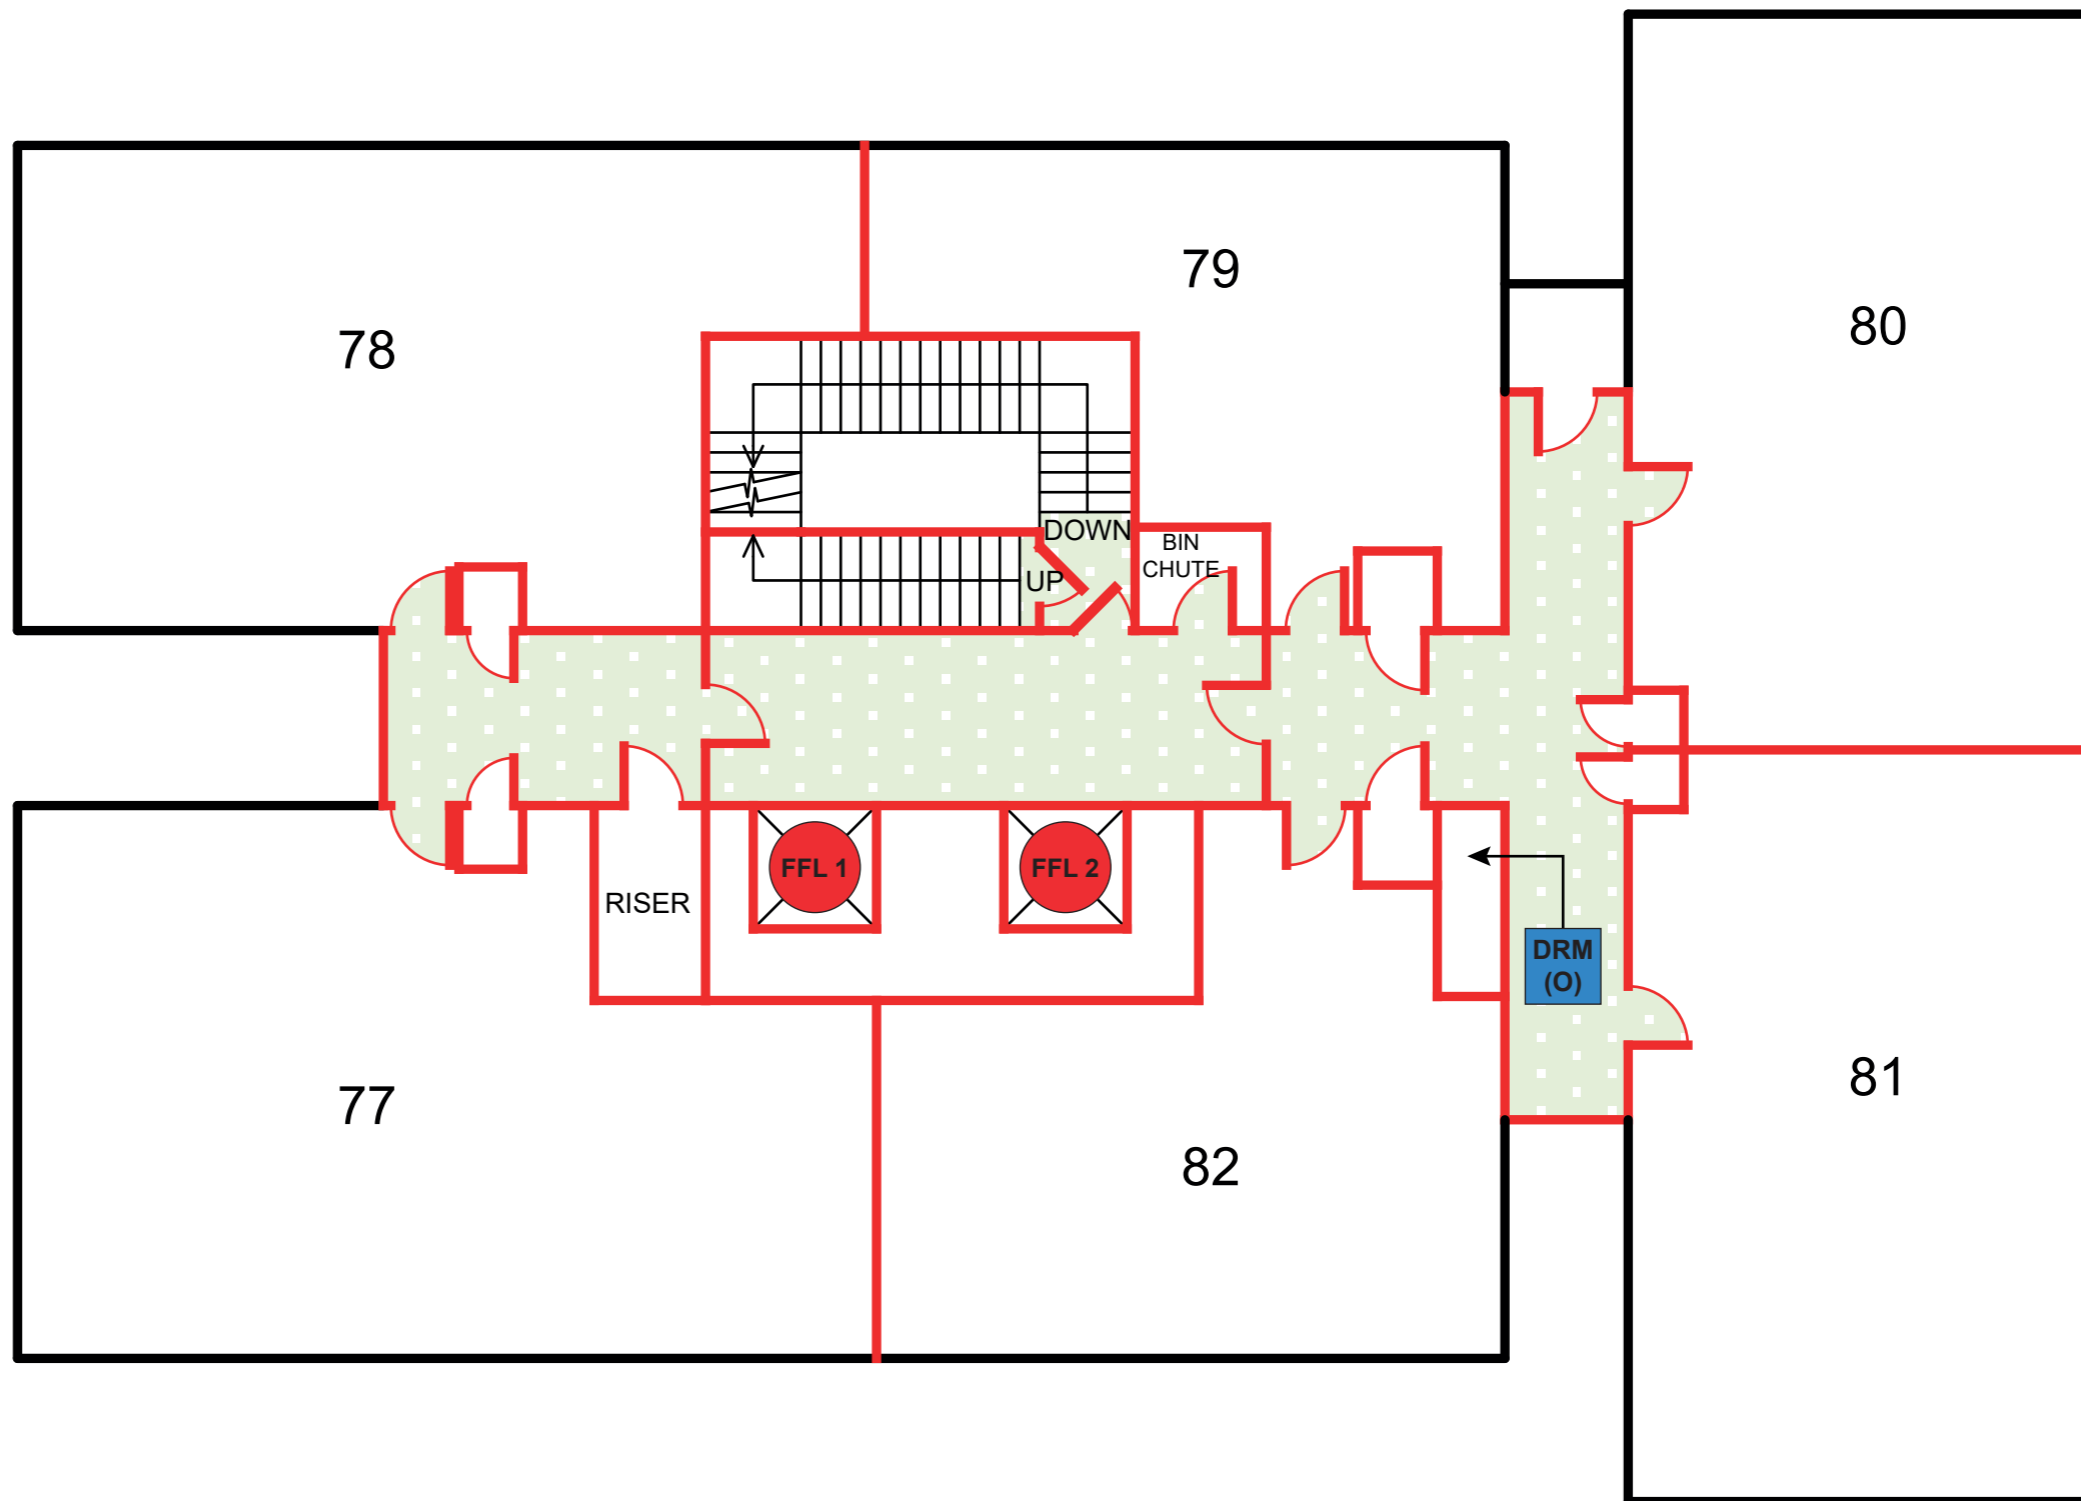 79
80
78
DOWN
BIN
CHUTE
UP
FFL 1
FFL 2
RISER
DRM
(O)
77
81
82